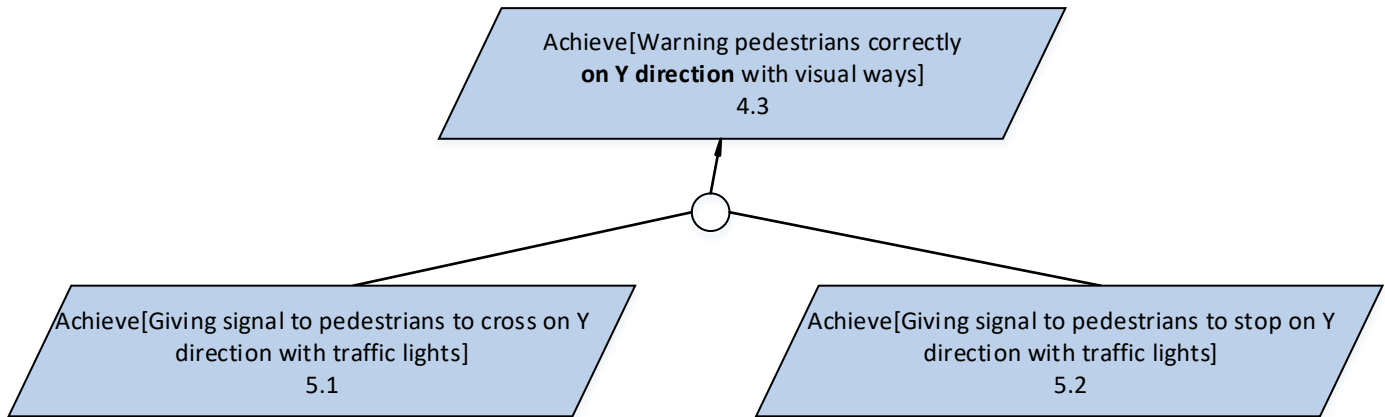 Achieve[Warning pedestrians correctly
on Y direction with visual ways]
4.3
Achieve[Giving signal to pedestrians to cross on Y
direction with traffic lights]
5.1
Achieve[Giving signal to pedestrians to stop on Y
direction with traffic lights]
5.2